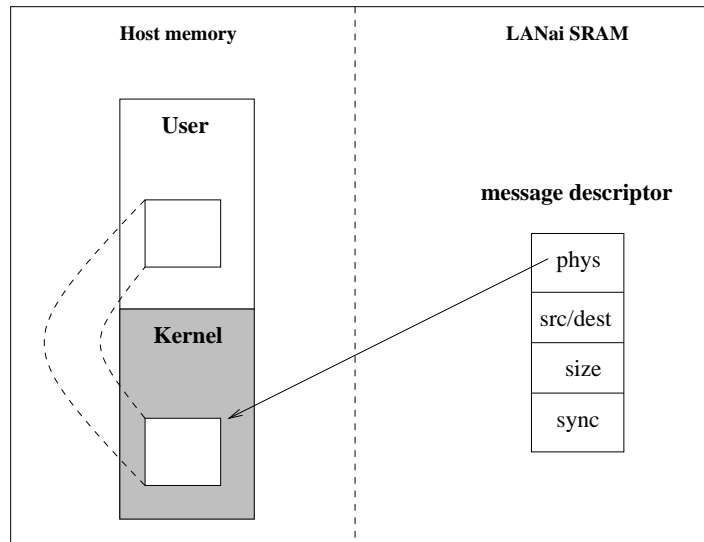 Host memory
LANai SRAM
User
Kernel
message descriptor
phys
src/dest
size
sync